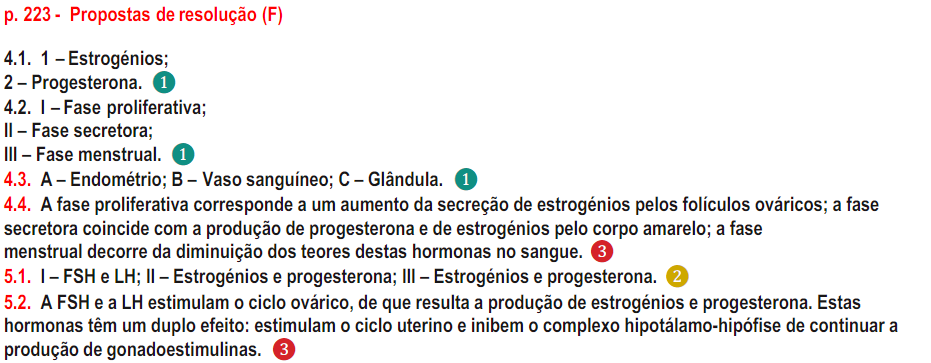 p. 223 - Propostas de resolução (F)
4.1. 1 – Estrogénios;
2 – Progesterona. 1
4.2. I – Fase proliferativa;
II – Fase secretora;
III – Fase menstrual. 1
4.3. A – Endométrio; B – Vaso sanguíneo; C – Glândula. 1
4.4. A fase proliferativa corresponde a um aumento da secreção de estrogénios pelos folículos ováricos; a fase
secretora coincide com a produção de progesterona e de estrogénios pelo corpo amarelo; a fase
menstrual decorre da diminuição dos teores destas hormonas no sangue. 3
5.1. I – FSH e LH; II – Estrogénios e progesterona; III – Estrogénios e progesterona. 2
5.2. A FSH e a LH estimulam o ciclo ovárico, de que resulta a produção de estrogénios e progesterona. Estas
hormonas têm um duplo efeito: estimulam o ciclo uterino e inibem o complexo hipotálamo-hipófise de continuar a
produção de gonadoestimulinas. 3